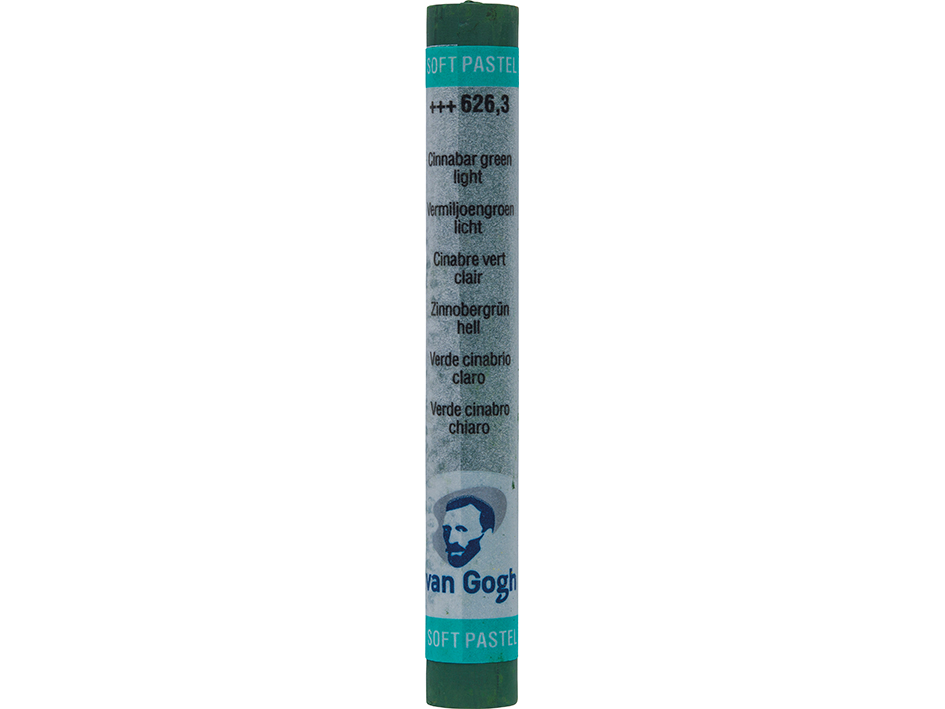 SOFT PASTEL
+++ 626,3
Cinnabar green
light
Vermiljoengroen
licht
Cinabre vert
clair
Zinnobergrün
hell
Verde cinabrio
claro
Verde cinabro
chiaro
van Gogh
SOFT PASTEL